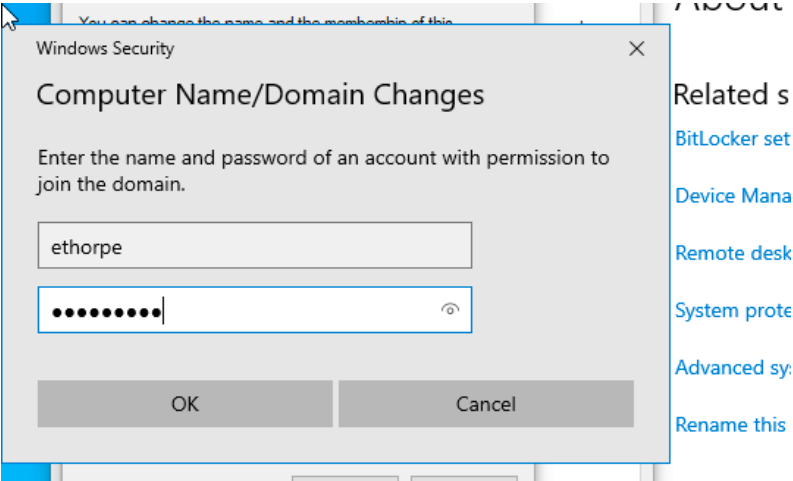 You can change the name and the membership of this
Windows Security
Computer Name/Domain Changes
Enter the name and password of an account with permission to
join the domain.
ethorpe
●●●●●●●●●
OK
Cancel
About
Related s
BitLocker set
Device Mana
Remote desk
System prote
Advanced sys
Rename this